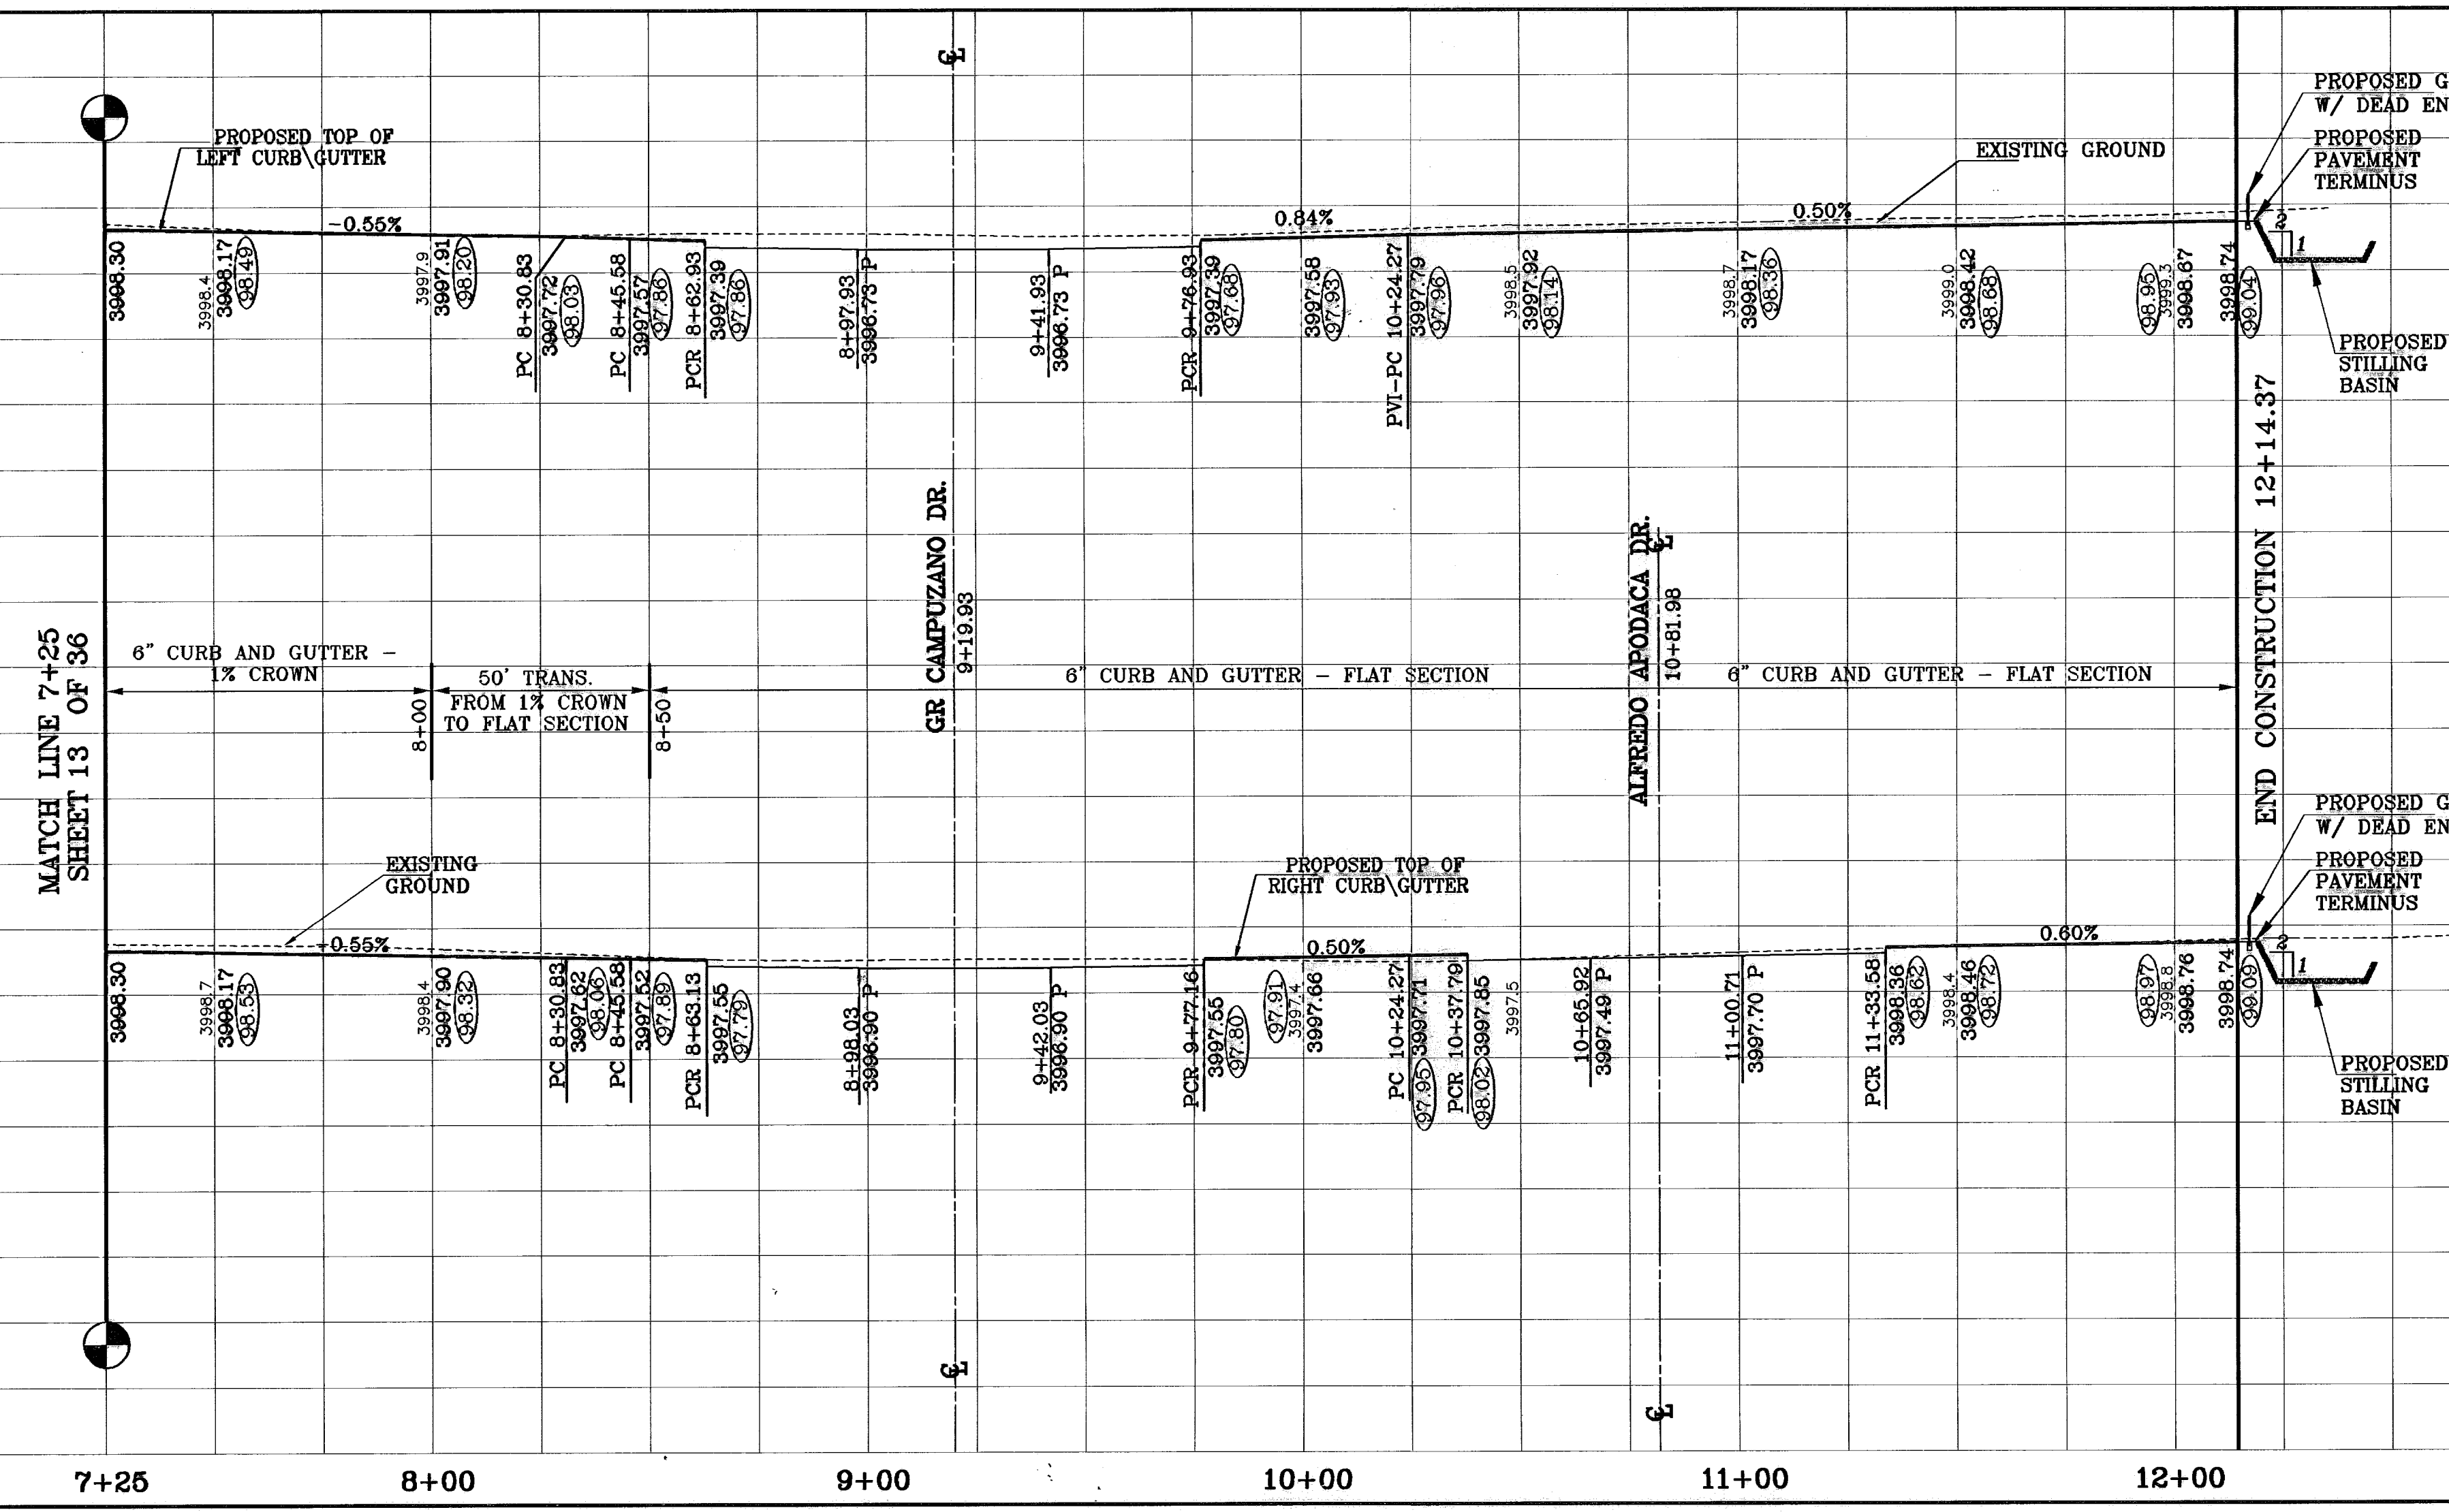 PROPOSED TOP OF
LEFT CURB\GUTTER
-0.55%
0.84%
0.50%
EXISTING GROUND
PROPOSED G
W/ DEAD EN
PROPOSED
PAVEMENT
TERMINUS
2
1
PROPOSED
STILLING
BASIN
3998.30
3998.4
3998.17
98.49
3997.9
3997.91
98.20
PC 8+30.83
3997.72
98.03
PC 8+45.58
3997.57
97.86
PCR 8+62.93
3997.39
97.86
8+97.93
3996.73 P
9+41.93
3996.73 P
PCR 9+76.93
3997.39
97.68
3997.58
97.93
PVI-PC 10+24.27
3997.79
97.96
3998.5
3997.92
98.14
3998.7
3998.17
98.36
3999.0
3998.42
98.68
98.95
3999.3
3998.67
3998.74
99.04
MATCH LINE 7+25
SHEET 13 OF 36
6" CURB AND GUTTER -
1% CROWN
8+00
50' TRANS.
FROM 1% CROWN
TO FLAT SECTION
8+50
℄
GR CAMPUZANO DR.
9+19.93
6" CURB AND GUTTER - FLAT SECTION
℄
ALFREDO APODACA DR.
10+81.98
6" CURB AND GUTTER - FLAT SECTION
END CONSTRUCTION 12+14.37
EXISTING
GROUND
-0.55%
PROPOSED TOP OF
RIGHT CURB\GUTTER
0.50%
0.60%
PROPOSED G
W/ DEAD EN
PROPOSED
PAVEMENT
TERMINUS
2
1
PROPOSED
STILLING
BASIN
3998.30
3998.7
3998.17
98.53
3998.4
3997.90
98.32
PC 8+30.83
3997.62
98.06
PC 8+45.58
3997.52
97.89
PCR 8+63.13
3997.55
97.79
8+98.03
3996.90 P
9+42.03
3996.90 P
PCR 9+77.16
3997.55
97.80
97.91
3997.4
3997.66
PC 10+24.27
3997.71
97.95
PCR 10+37.79
3997.85
98.02
3997.5
10+65.92
3997.49 P
11+00.71
3997.70 P
PCR 11+33.58
3998.36
98.62
3998.4
3998.46
98.72
98.97
3998.8
3998.76
3998.74
99.09
℄
℄
7+25
8+00
9+00
10+00
11+00
12+00